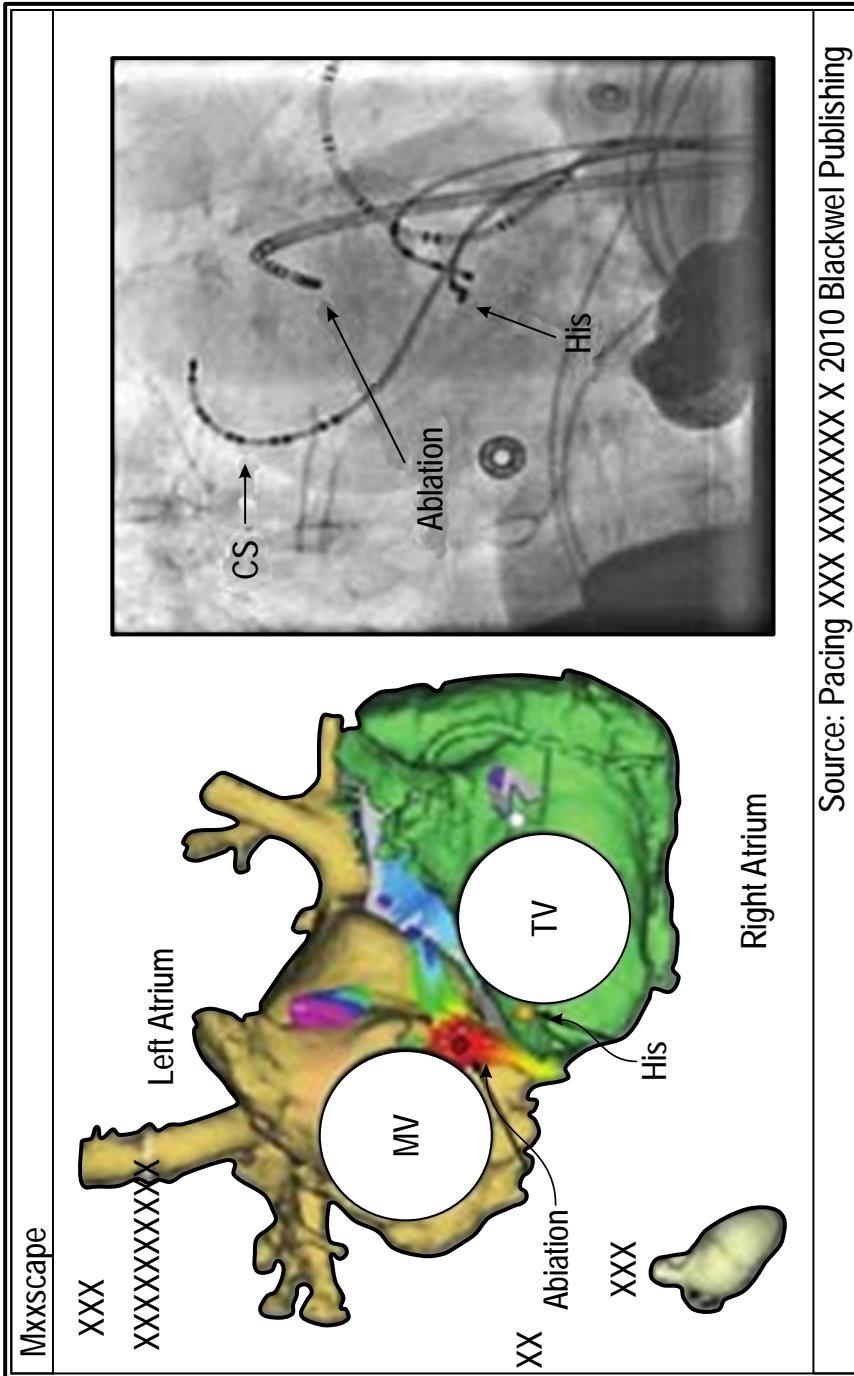 Mxxscape
XXX
XXXXXXXXXX
Left Atrium
MV
TV
Abiation
His
Right Atrium
XX
XXX
CS
Ablation
His
Source: Pacing XXX XXXXXXX X 2010 Blackwel Publishing